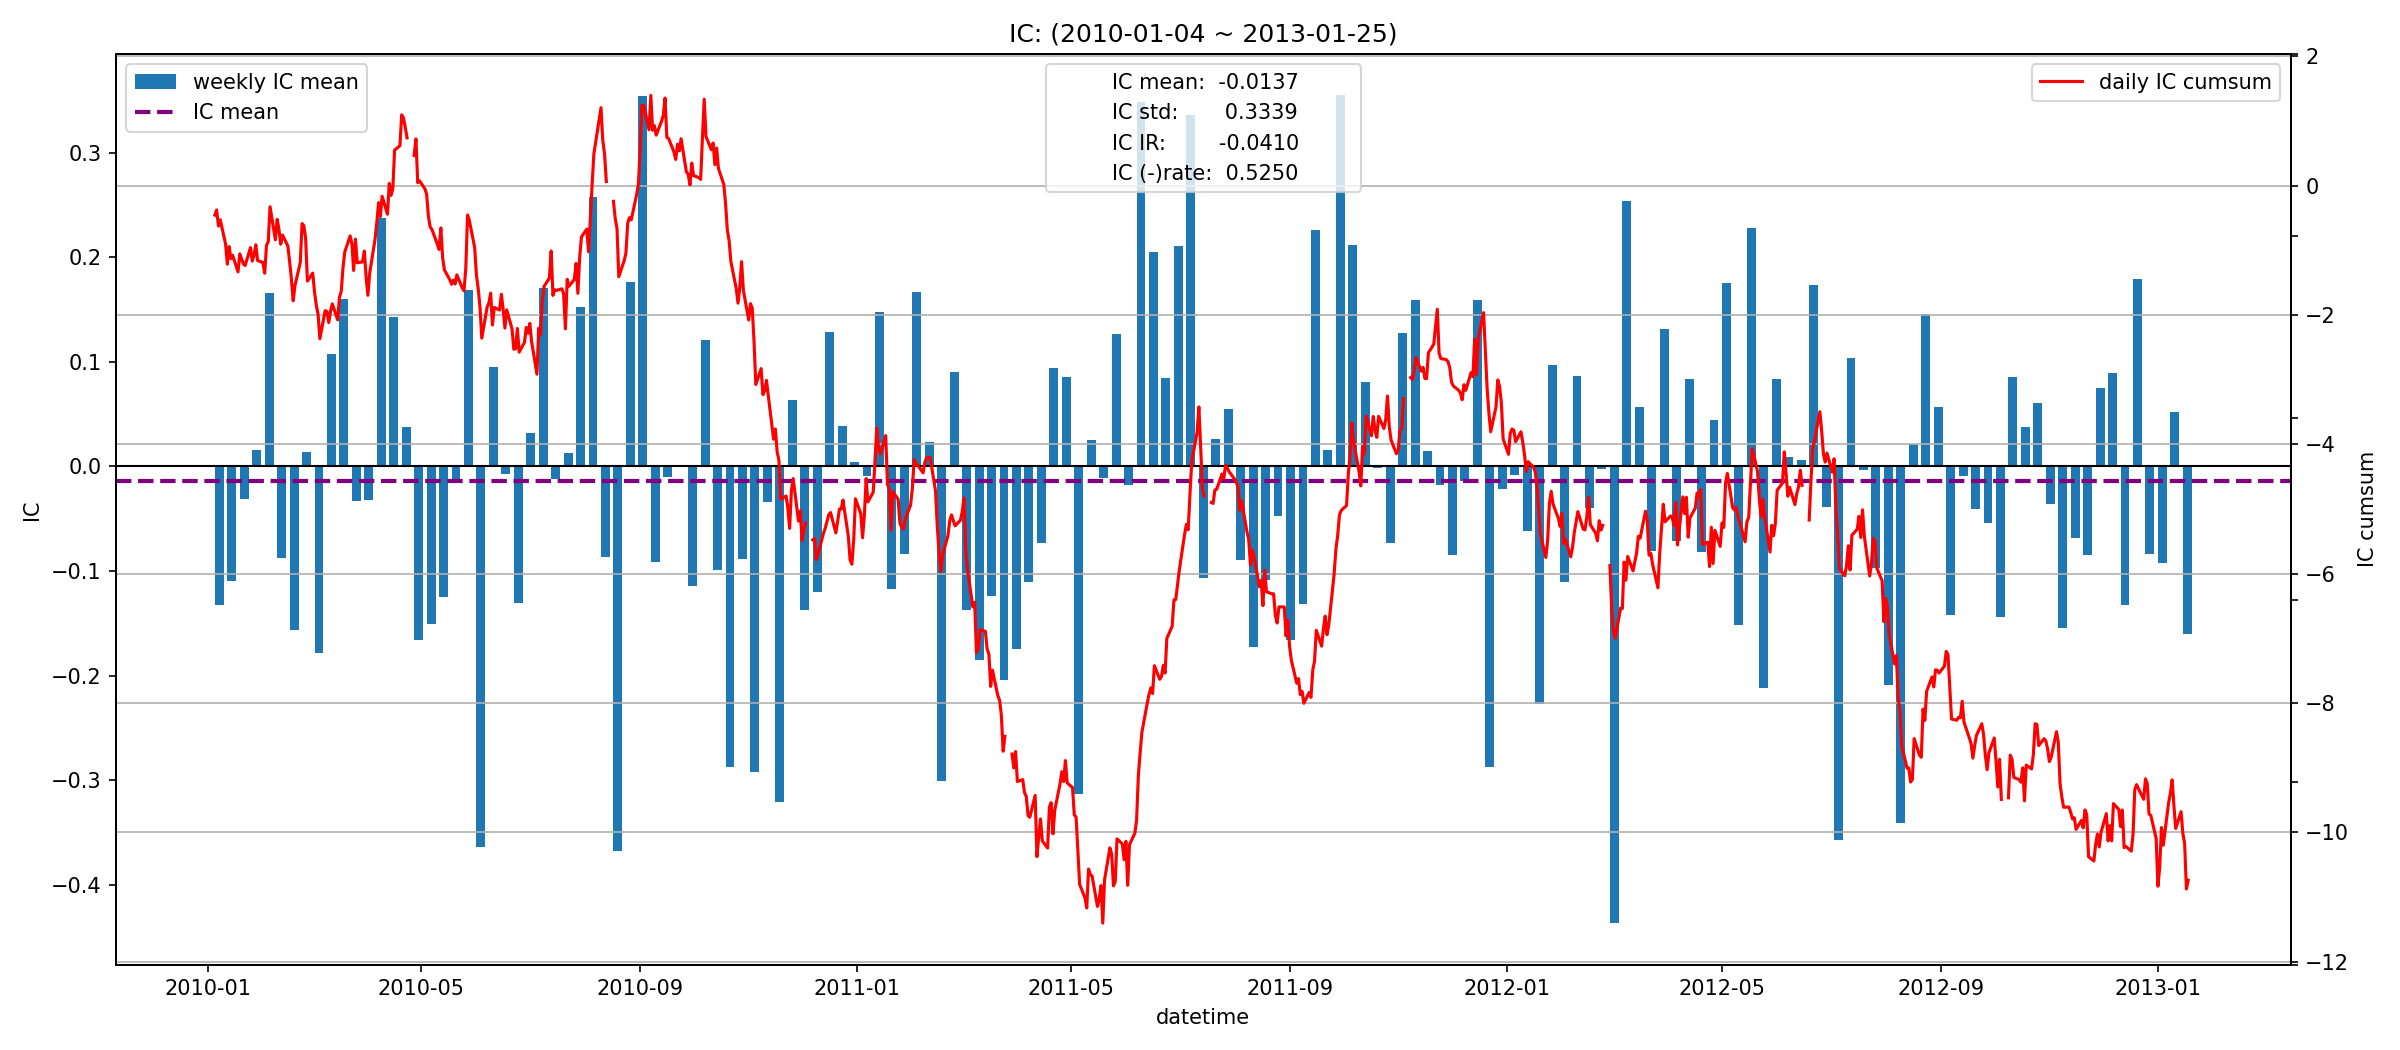 IC: (2010-01-04 ~ 2013-01-25)
weekly IC mean
IC mean
IC mean: -0.0137
IC std: 0.3339
IC IR: -0.0410
IC (-)rate: 0.5250
daily IC cumsum
0.3
0.2
0.1
0.0
−0.1
−0.2
−0.3
−0.4
IC
2
0
−2
−4
−6
−8
−10
−12
IC cumsum
2010-01 2010-05 2010-09 2011-01 2011-05 2011-09 2012-01 2012-05 2012-09 2013-01
datetime